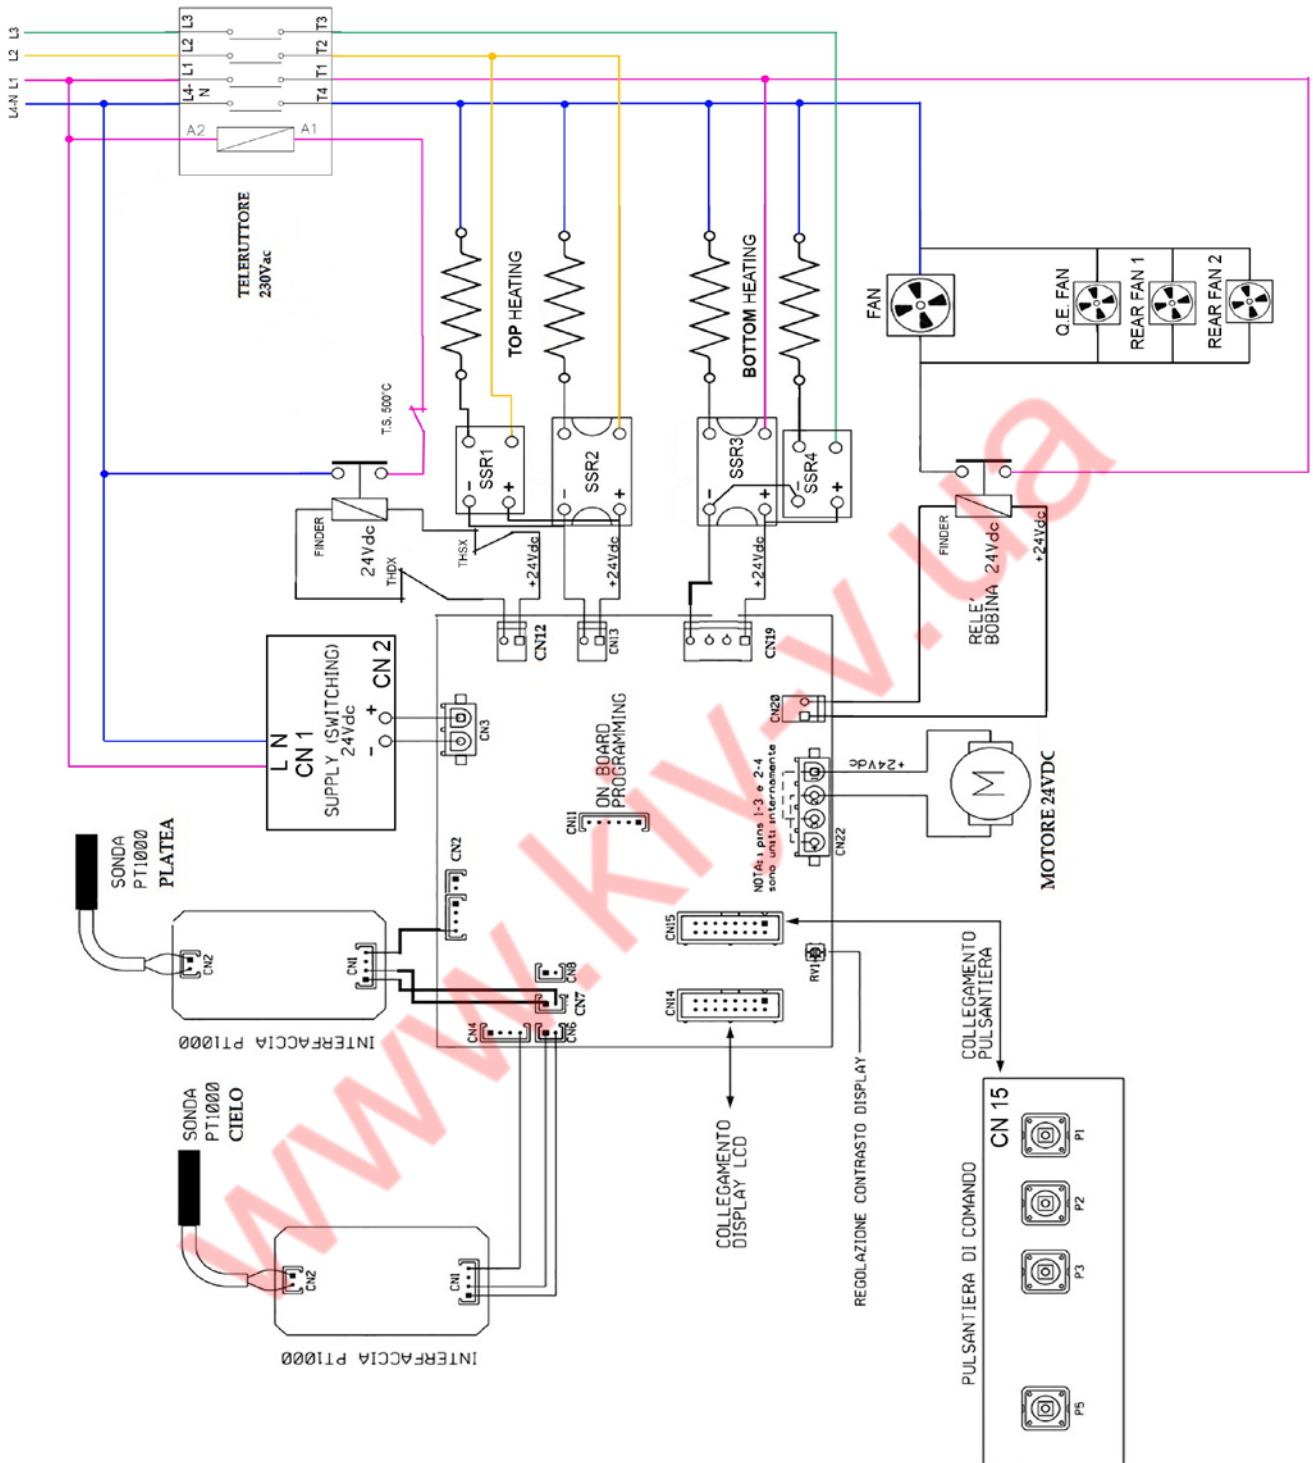 L3
L2
L1
L4-N
L3
L2
L1
L4-
N
T3
T2
T1
T4
A2
A1
TELERUTTORE
230Vac
T.S. 500°C
TOP HEATING
BOTTOM HEATING
FAN
Q.E. FAN
REAR FAN 1
REAR FAN 2
SSR1
SSR2
SSR3
SSR4
-
+
-
+
-
+
-
+
FINDER
24Vdc
THDX
THSX
+24Vdc
+24Vdc
+24Vdc
FINDER
RELE'
BOBINA 24Vdc
+24Vdc
CN12
CN13
CN19
L N
CN 1
SUPPLY (SWITCHING)
24Vdc
- +
CN 2
CN3
ON BOARD
PROGRAMMING
CN11
CN20
NOTA: i pins 1-3 e 2-4
sono uniti internamente
CN22
+24Vdc
M
MOTORE 24VDC
SONDA
PT1000
PLATEA
CN2
CN1
INTERFACCIA PT1000
CN2
CN8
CN7
CN4
CN6
CN15
CN14
RV1
SONDA
PT1000
CIELO
CN2
CN1
INTERFACCIA PT1000
COLLEGAMENTO
DISPLAY LCD
REGOLAZIONE CONTRASTO DISPLAY
COLLEGAMENTO
PULSANTIERA
PULSANTIERA DI COMANDO
CN 15
P1
P2
P3
P5
www.kiy-v.ua